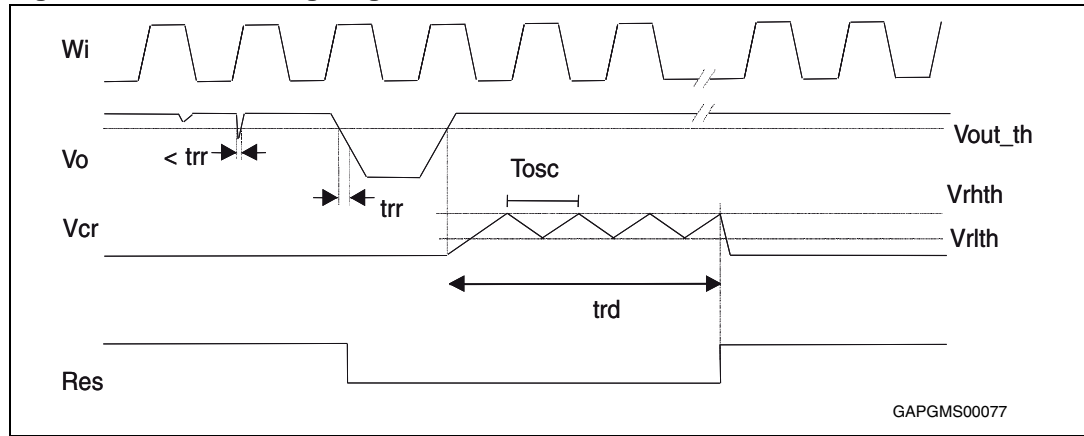 Wi
Vout_th
Vo
< trr
Tosc
trr
Vrhth
Vcr
Vrlth
trd
Res
GAPGMS00077